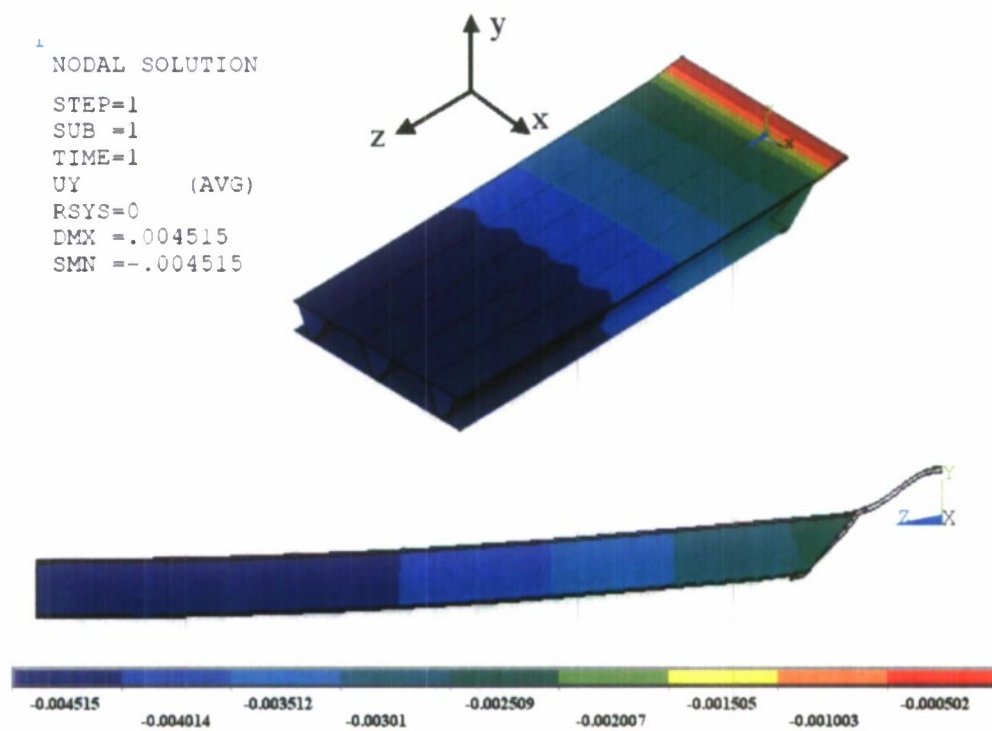 NODAL SOLUTION
STEP=1
SUB =1
TIME=1
UY (AVG)
RSYS=0
DMX =.004515
SMN =-.004515
y
z
x
Y
Z X
-0.004515 -0.003512 -0.002509 -0.001505 -0.000502
-0.004014 -0.00301 -0.002007 -0.001003